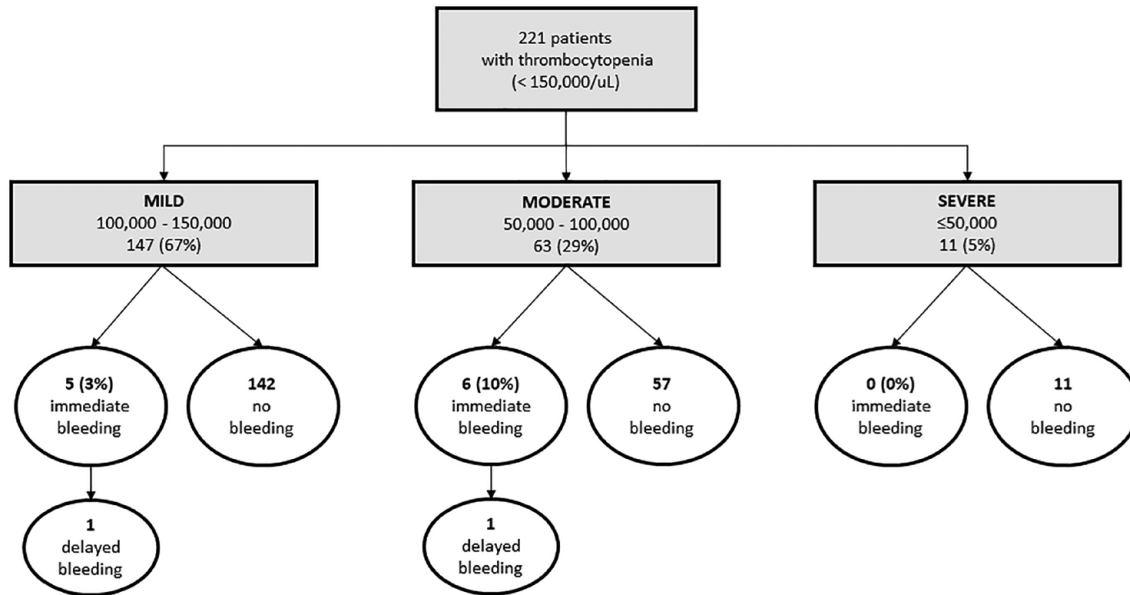 221 patients
with thrombocytopenia
(< 150,000/uL)
MILD
100,000 - 150,000
147 (67%)
MODERATE
50,000 - 100,000
63 (29%)
SEVERE
≤50,000
11 (5%)
5 (3%)
immediate
bleeding
142
no
bleeding
6 (10%)
immediate
bleeding
57
no
bleeding
0 (0%)
immediate
bleeding
11
no
bleeding
1
delayed
bleeding
1
delayed
bleeding